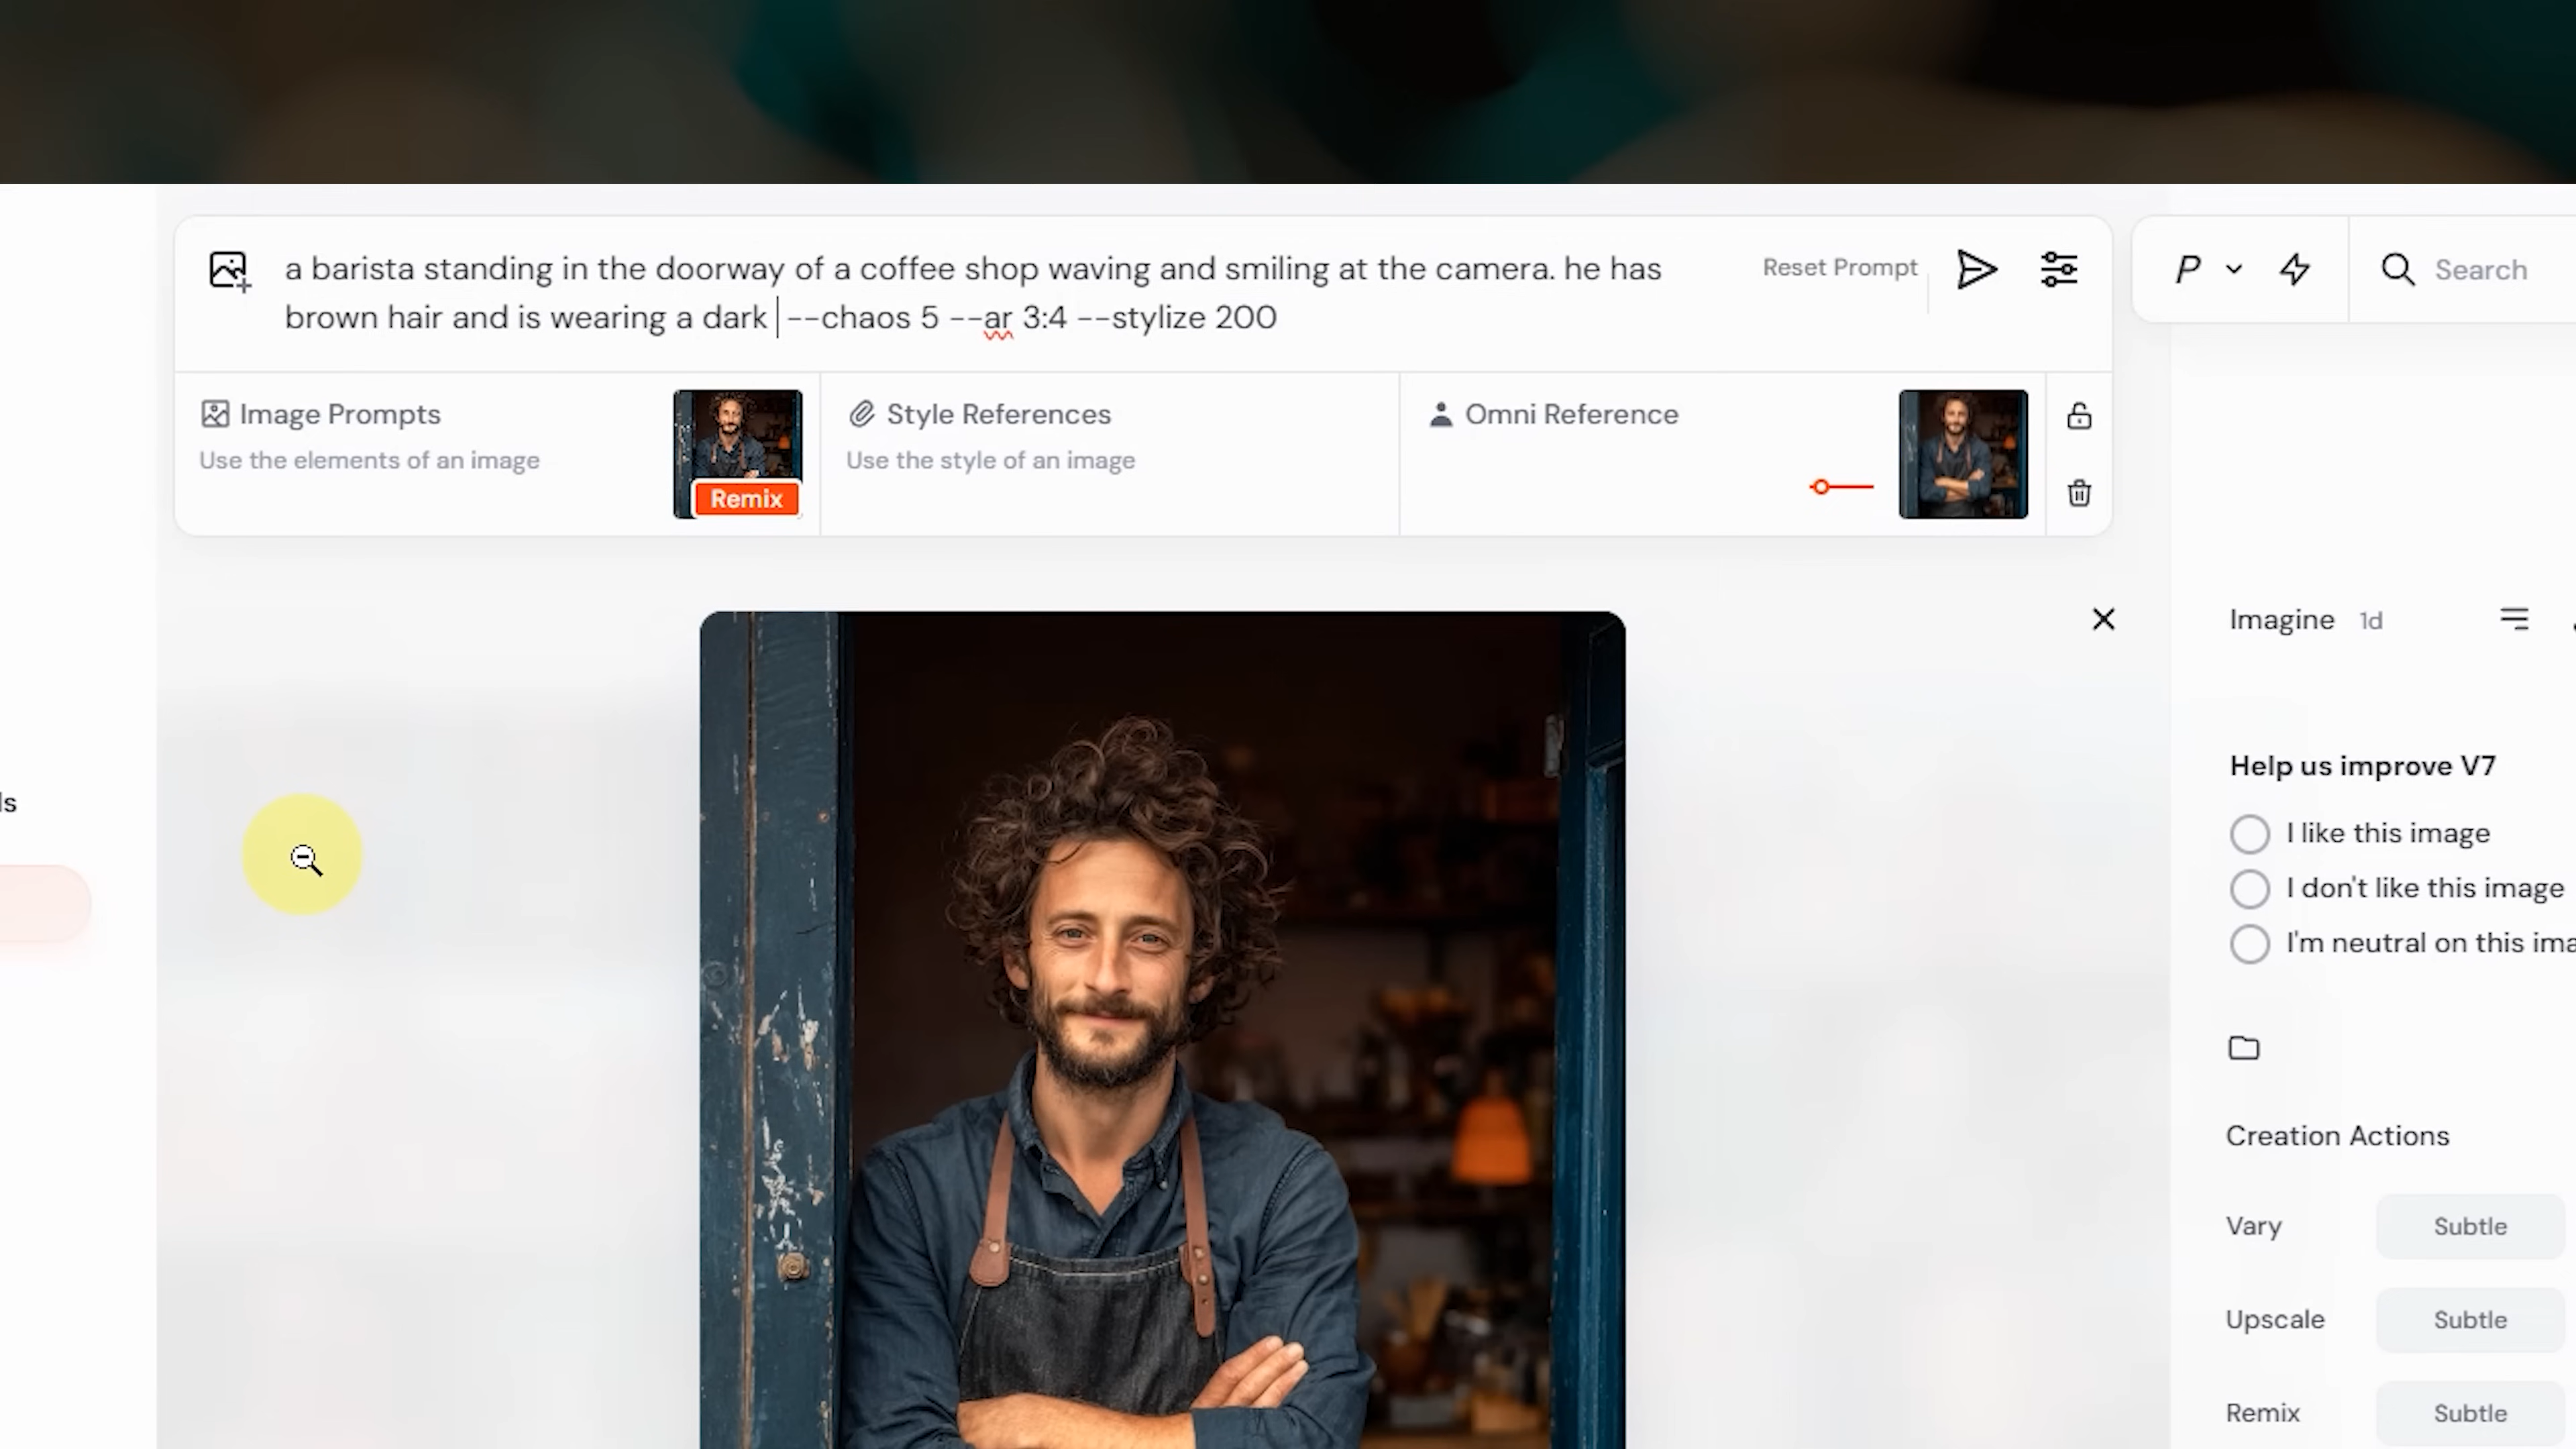 a barista standing in the doorway of a coffee shop waving and smiling at the camera. he has
brown hair and is wearing a dark --chaos 5 --ar 3:4 --stylize 200
Reset Prompt
P
Search
Image Prompts
Use the elements of an image
Remix
Style References
Use the style of an image
Omni Reference
Imagine 1d
Help us improve V7
I like this image
I don't like this image
I'm neutral on this ima
ls
Creation Actions
Vary Subtle
Upscale Subtle
Remix Subtle